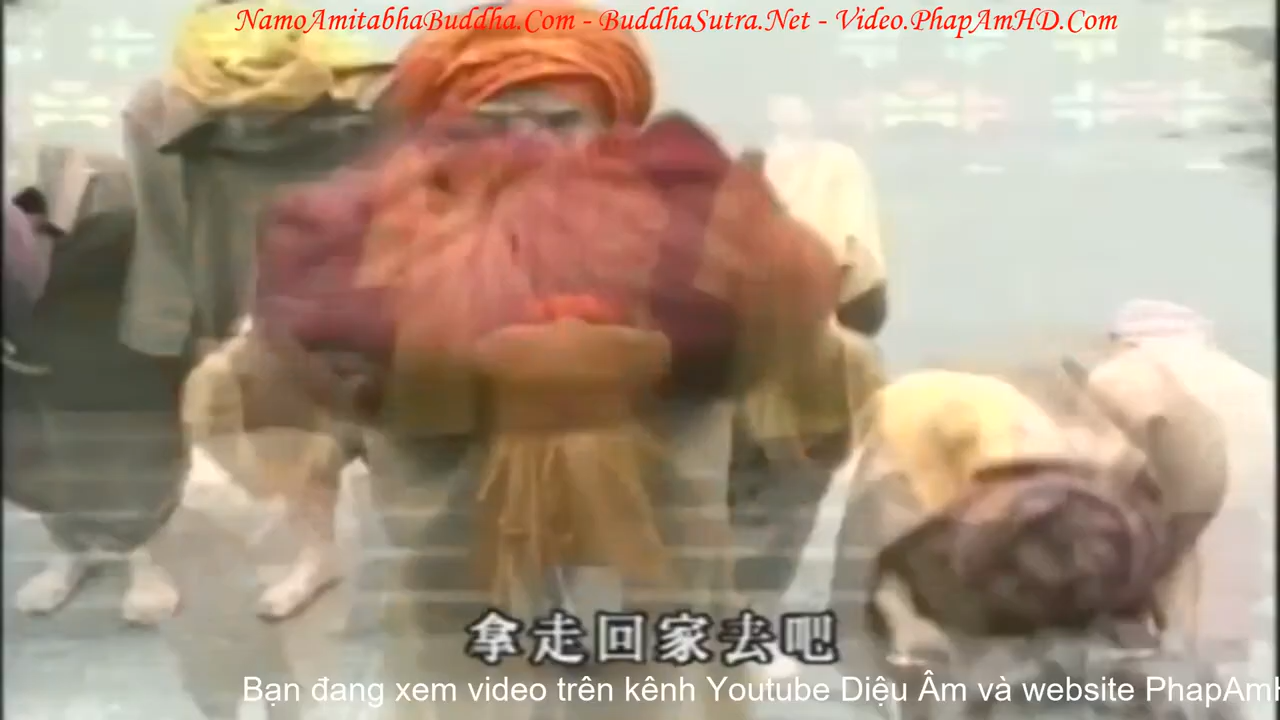 NamoAmitabhaBuddha.Com - BuddhaSutra.Net - Video.PhapAmHD.Com
拿走回家去吧
Bạn đang xem video trên kênh Youtube Diệu Âm và website PhapAmH